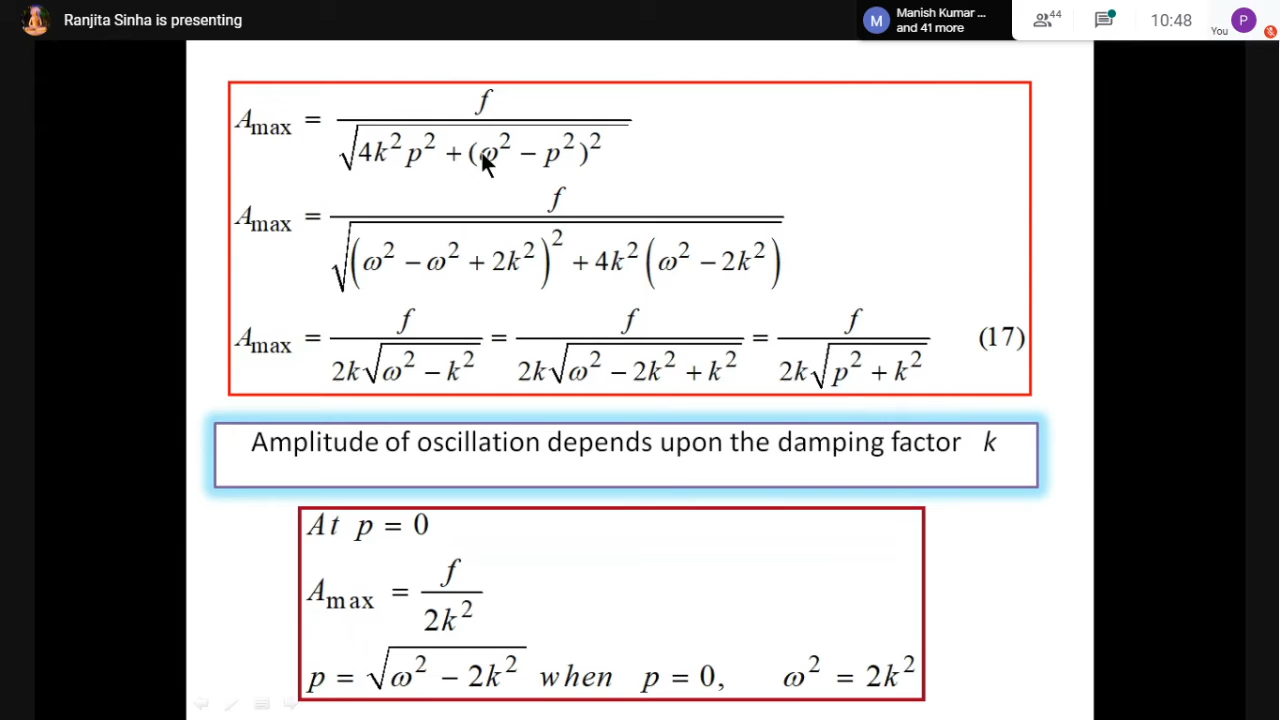 Ranjita Sinha is presenting
M Manish Kumar ... and 41 more
44
10:48
You P
A_max = f / √(4k²p² + (ω² − p²)²)
A_max = f / √((ω² − ω² + 2k²)² + 4k²(ω² − 2k²))
A_max = f / (2k√(ω² − k²)) = f / (2k√(ω² − 2k² + k²)) = f / (2k√(p² + k²)) (17)
Amplitude of oscillation depends upon the damping factor k
At p = 0
A_max = f / 2k²
p = √(ω² − 2k²) when p = 0, ω² = 2k²